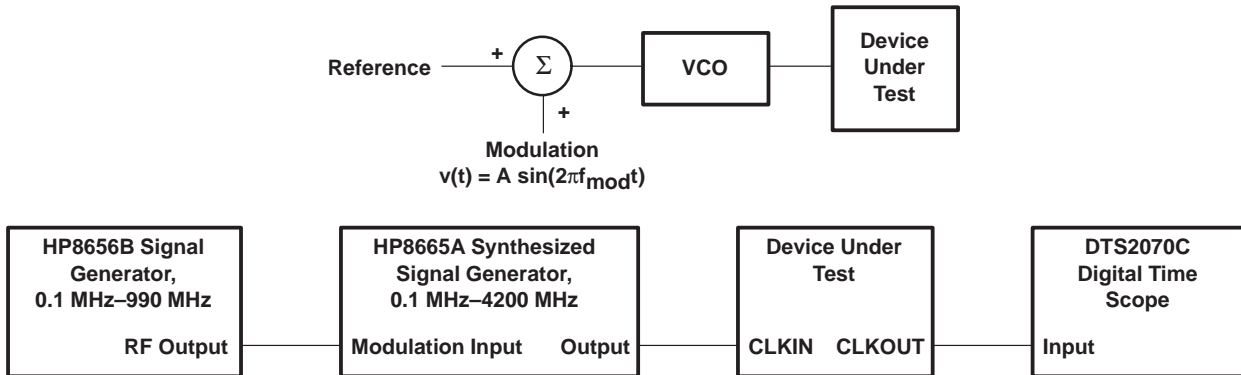 Reference
+
Σ
+
Modulation
v(t) = A sin(2πf_mod t)
VCO
Device
Under
Test
HP8656B Signal
Generator,
0.1 MHz–990 MHz
RF Output
HP8665A Synthesized
Signal Generator,
0.1 MHz–4200 MHz
Modulation Input
Output
Device Under
Test
CLKIN
CLKOUT
DTS2070C
Digital Time
Scope
Input